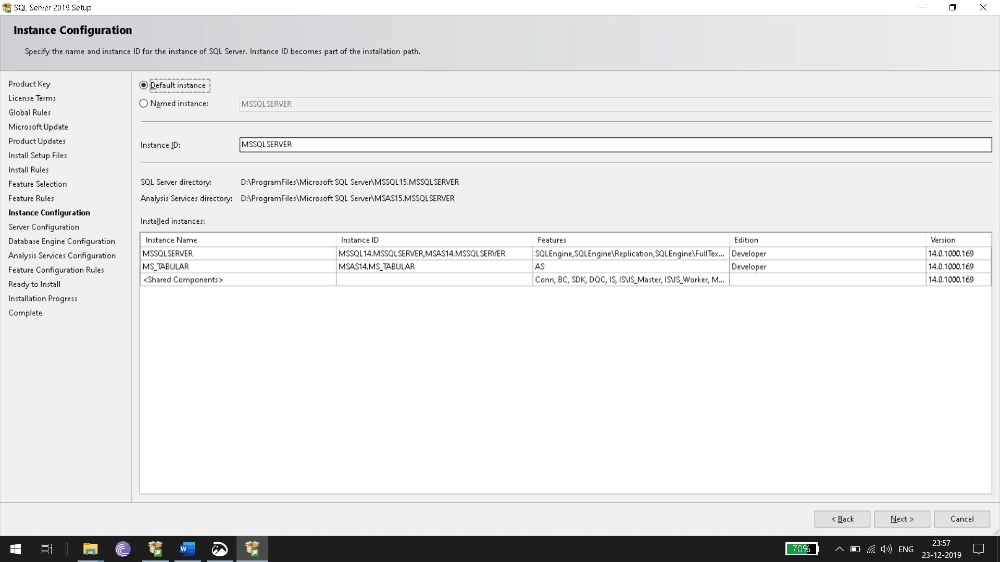 SQL Server 2019 Setup
Instance Configuration
Specify the name and instance ID for the instance of SQL Server. Instance ID becomes part of the installation path.
Product Key
License Terms
Global Rules
Microsoft Update
Product Updates
Install Setup Files
Install Rules
Feature Selection
Feature Rules
Instance Configuration
Server Configuration
Database Engine Configuration
Analysis Services Configuration
Feature Configuration Rules
Ready to Install
Installation Progress
Complete
Default instance
Named instance: MSSQLSERVER
Instance ID: MSSQLSERVER
SQL Server directory: D:\ProgramFiles\Microsoft SQL Server\MSSQL15.MSSQLSERVER
Analysis Services directory: D:\ProgramFiles\Microsoft SQL Server\MSAS15.MSSQLSERVER
Installed instances:
Instance Name Instance ID Features Edition Version
MSSQLSERVER MSSQL14.MSSQLSERVER,MSAS14.MSSQLSERVER SQLEngine,SQLEngine\Replication,SQLEngine\FullTex... Developer 14.0.1000.169
MS_TABULAR MSAS14.MS_TABULAR AS Developer 14.0.1000.169
<Shared Components> Conn, BC, SDK, DQC, IS, IS\IS_Master, IS\IS_Worker, M... 14.0.1000.169
< Back Next > Cancel
70% ENG
23:57
23-12-2019